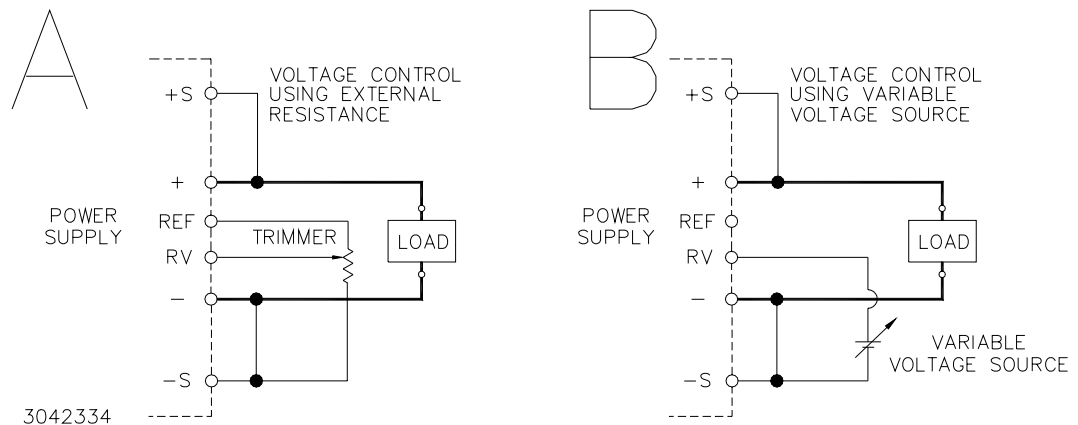 A
VOLTAGE CONTROL
USING EXTERNAL
RESISTANCE
+S
+
REF
TRIMMER
POWER
SUPPLY
RV
LOAD
-
-S
3042334
B
VOLTAGE CONTROL
USING VARIABLE
VOLTAGE SOURCE
+S
+
REF
POWER
SUPPLY
RV
LOAD
-
VARIABLE
VOLTAGE SOURCE
-S